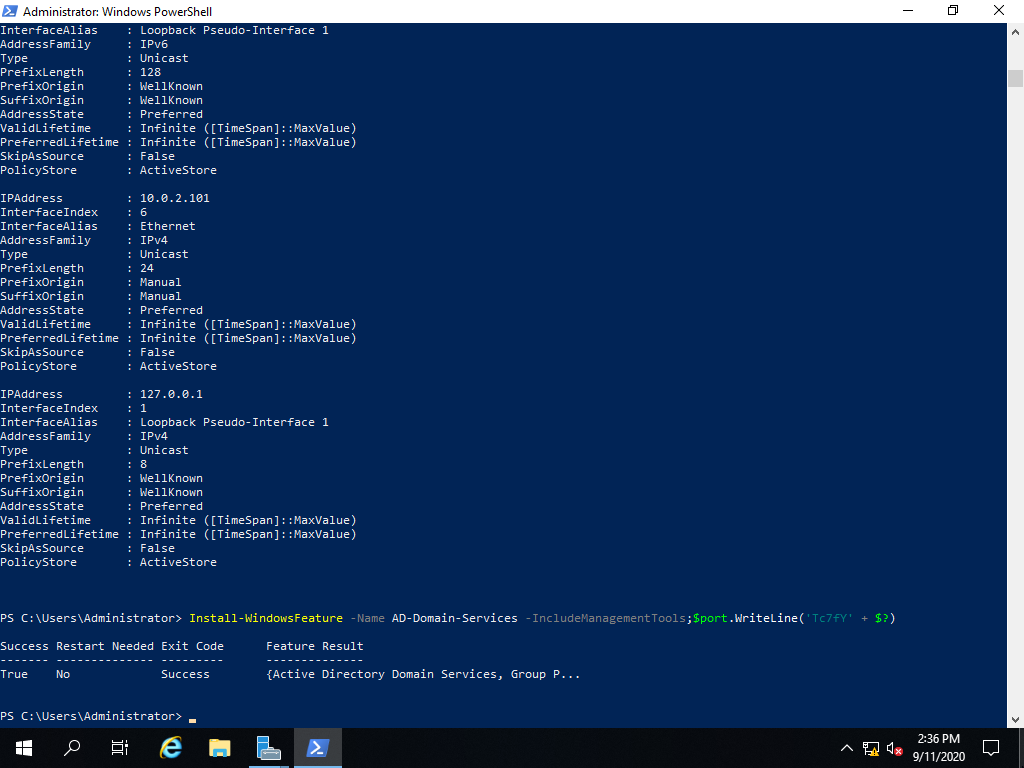 Administrator: Windows PowerShell
InterfaceAlias    : Loopback Pseudo-Interface 1
AddressFamily     : IPv6
Type              : Unicast
PrefixLength      : 128
PrefixOrigin      : WellKnown
SuffixOrigin      : WellKnown
AddressState      : Preferred
ValidLifetime     : Infinite ([TimeSpan]::MaxValue)
PreferredLifetime : Infinite ([TimeSpan]::MaxValue)
SkipAsSource      : False
PolicyStore       : ActiveStore
IPAddress         : 10.0.2.101
InterfaceIndex    : 6
InterfaceAlias    : Ethernet
AddressFamily     : IPv4
Type              : Unicast
PrefixLength      : 24
PrefixOrigin      : Manual
SuffixOrigin      : Manual
AddressState      : Preferred
ValidLifetime     : Infinite ([TimeSpan]::MaxValue)
PreferredLifetime : Infinite ([TimeSpan]::MaxValue)
SkipAsSource      : False
PolicyStore       : ActiveStore
IPAddress         : 127.0.0.1
InterfaceIndex    : 1
InterfaceAlias    : Loopback Pseudo-Interface 1
AddressFamily     : IPv4
Type              : Unicast
PrefixLength      : 8
PrefixOrigin      : WellKnown
SuffixOrigin      : WellKnown
AddressState      : Preferred
ValidLifetime     : Infinite ([TimeSpan]::MaxValue)
PreferredLifetime : Infinite ([TimeSpan]::MaxValue)
SkipAsSource      : False
PolicyStore       : ActiveStore
PS C:\Users\Administrator> Install-WindowsFeature -Name AD-Domain-Services -IncludeManagementTools;$port.WriteLine('Tc7fY' + $?)
Success Restart Needed Exit Code      Feature Result
------- -------------- ---------      --------------
True    No             Success        {Active Directory Domain Services, Group P...
PS C:\Users\Administrator>
2:36 PM
9/11/2020